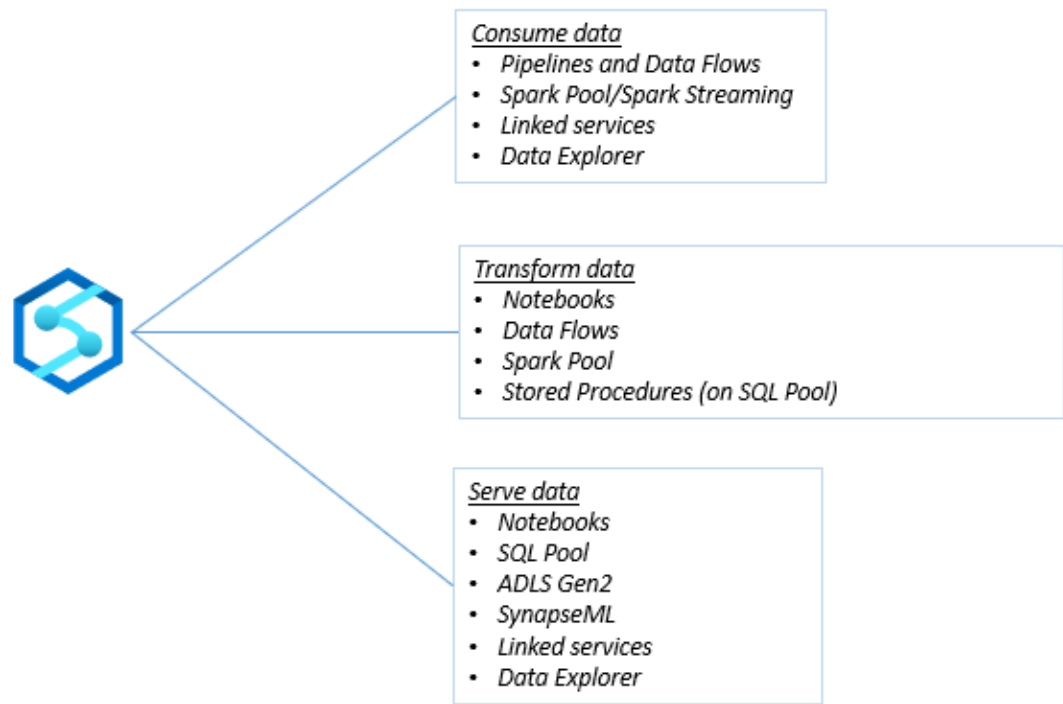 Consume data
• Pipelines and Data Flows
• Spark Pool/Spark Streaming
• Linked services
• Data Explorer
Transform data
• Notebooks
• Data Flows
• Spark Pool
• Stored Procedures (on SQL Pool)
Serve data
• Notebooks
• SQL Pool
• ADLS Gen2
• SynapseML
• Linked services
• Data Explorer